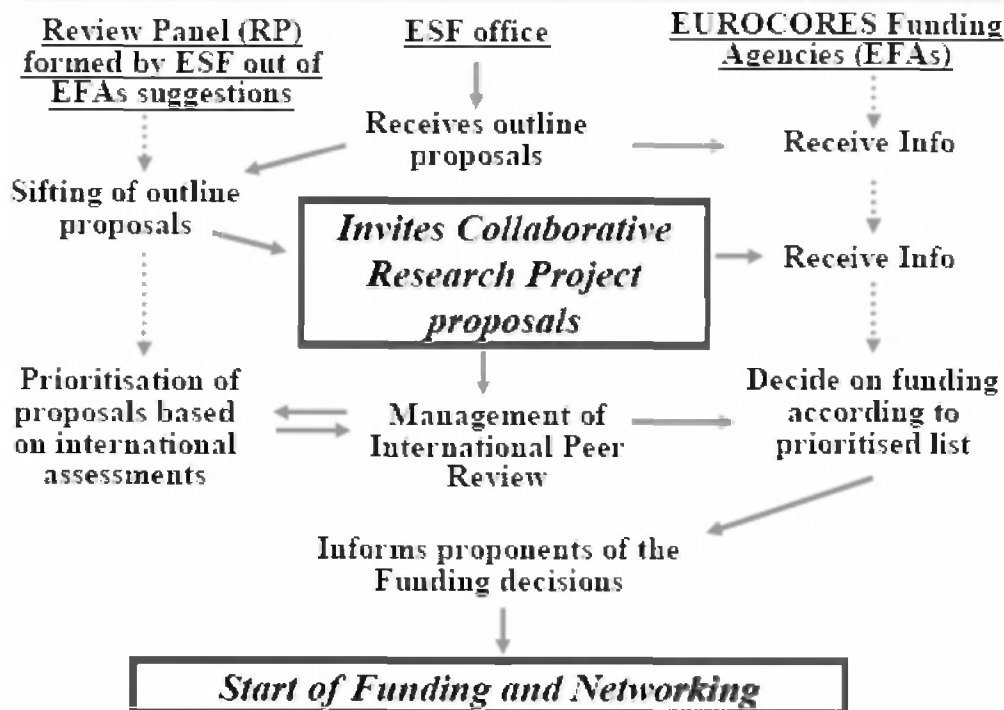 Review Panel (RP)
formed by ESF out of
EFAs suggestions
ESF office
EUROCORES Funding
Agencies (EFAs)
Receives outline
proposals
Receive Info
Sifting of outline
proposals
Invites Collaborative
Research Project
proposals
Receive Info
Prioritisation of
proposals based
on international
assessments
Management of
International Peer
Review
Decide on funding
according to
prioritised list
Informs proponents of the
Funding decisions
Start of Funding and Networking